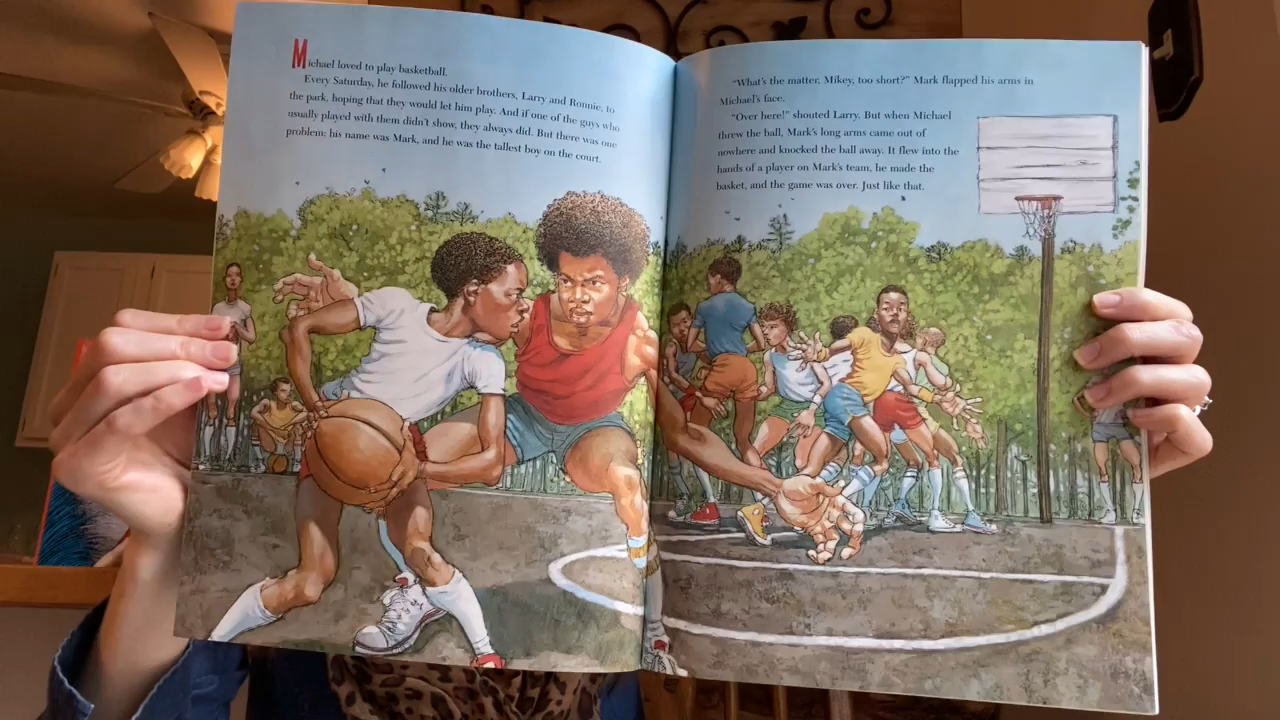 Michael loved to play basketball.
Every Saturday, he followed his older brothers, Larry and Ronnie, to
the park, hoping that they would let him play. And if one of the guys who
usually played with them didn't show, they always did. But there was one
problem; his name was Mark, and he was the tallest boy on the court.
"What's the matter, Mikey, too short?" Mark flapped his arms in
Michael's face.
"Over here!" shouted Larry. But when Michael
threw the ball, Mark's long arms came out of
nowhere and knocked the ball away. It flew into the
hands of a player on Mark's team, he made the
basket, and the game was over. Just like that.